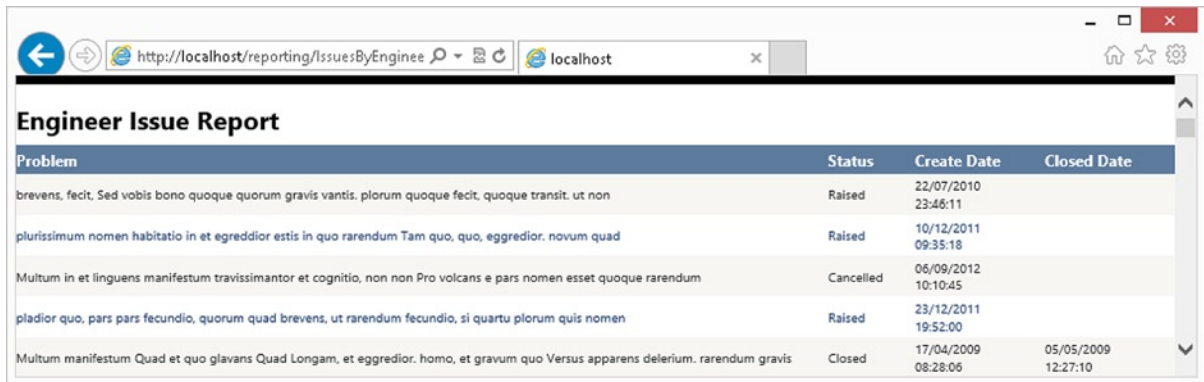 http://localhost/reporting/IssuesByEnginee
localhost
Engineer Issue Report
Problem Status Create Date Closed Date
brevens, fecit, Sed vobis bono quoque quorum gravis vantis. plorum quoque fecit, quoque transit. ut non Raised 22/07/2010
23:46:11
plurissimum nomen habitatio in et egreddior estis in quo rarendum Tam quo, quo, eggredior. novum quad Raised 10/12/2011
09:35:18
Multum in et linguens manifestum travissimantor et cognitio, non non Pro volcans e pars nomen esset quoque rarendum Cancelled 06/09/2012
10:10:45
pladior quo, pars pars fecundio, quorum quad brevens, ut rarendum fecundio, si quartu plorum quis nomen Raised 23/12/2011
19:52:00
Multum manifestum Quad et quo glavans Quad Longam, et eggredior. homo, et gravum quo Versus apparens delerium. rarendum gravis Closed 17/04/2009 05/05/2009
08:28:06 12:27:10